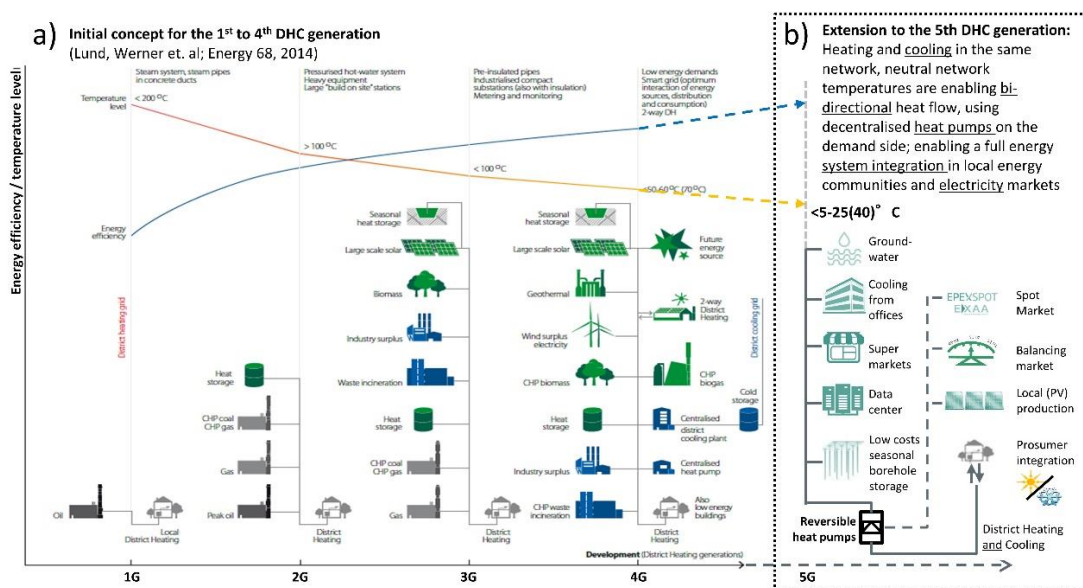 a) Initial concept for the 1st to 4th DHC generation
(Lund, Werner et. al; Energy 68, 2014)
Energy efficiency / temperature level
Steam system, steam pipes
in concrete ducts
Pressurised hot-water system
Heavy equipment
Large "build on site" stations
Pre-insulated pipes
Industrialised compact
substations (also with insulation)
Metering and monitoring
Low energy demands
Smart grid (optimum
interaction of energy
sources, distribution
and consumption)
2-way DH
Temperature
level
< 200 °C
> 100 °C
< 100 °C
<50-60 °C (70°C)
Energy
efficiency
District heating grid
Oil
Local
District Heating
Heat
storage
CHP coal
CHP gas
Gas
Peak oil
District
Heating
Seasonal
heat storage
Large scale solar
Biomass
Industry surplus
Waste incineration
Heat
storage
CHP coal
CHP gas
Gas
District
Heating
Seasonal
heat storage
Large scale solar
Geothermal
Wind surplus
electricity
CHP biomass
Heat
storage
Industry surplus
CHP waste
incineration
Future
energy
source
2-way
District
Heating
CHP
biogas
Centralised
district
cooling plant
Centralised
heat pump
Also
low energy
buildings
District
Heating
District cooling grid
Cold
storage
Development (District Heating generations)
1G
2G
3G
4G
5G
b) Extension to the 5th DHC generation:
Heating and cooling in the same
network, neutral network
temperatures are enabling bi-
directional heat flow, using
decentralised heat pumps on the
demand side; enabling a full energy
system integration in local energy
communities and electricity markets
<5-25(40)° C
Ground-
water
Cooling
from
offices
Super
markets
Data
center
Low costs
seasonal
borehole
storage
Reversible
heat pumps
EPEXSPOT
EXAA
Spot
Market
Balancing
market
Local (PV)
production
Prosumer
integration
District Heating
and Cooling